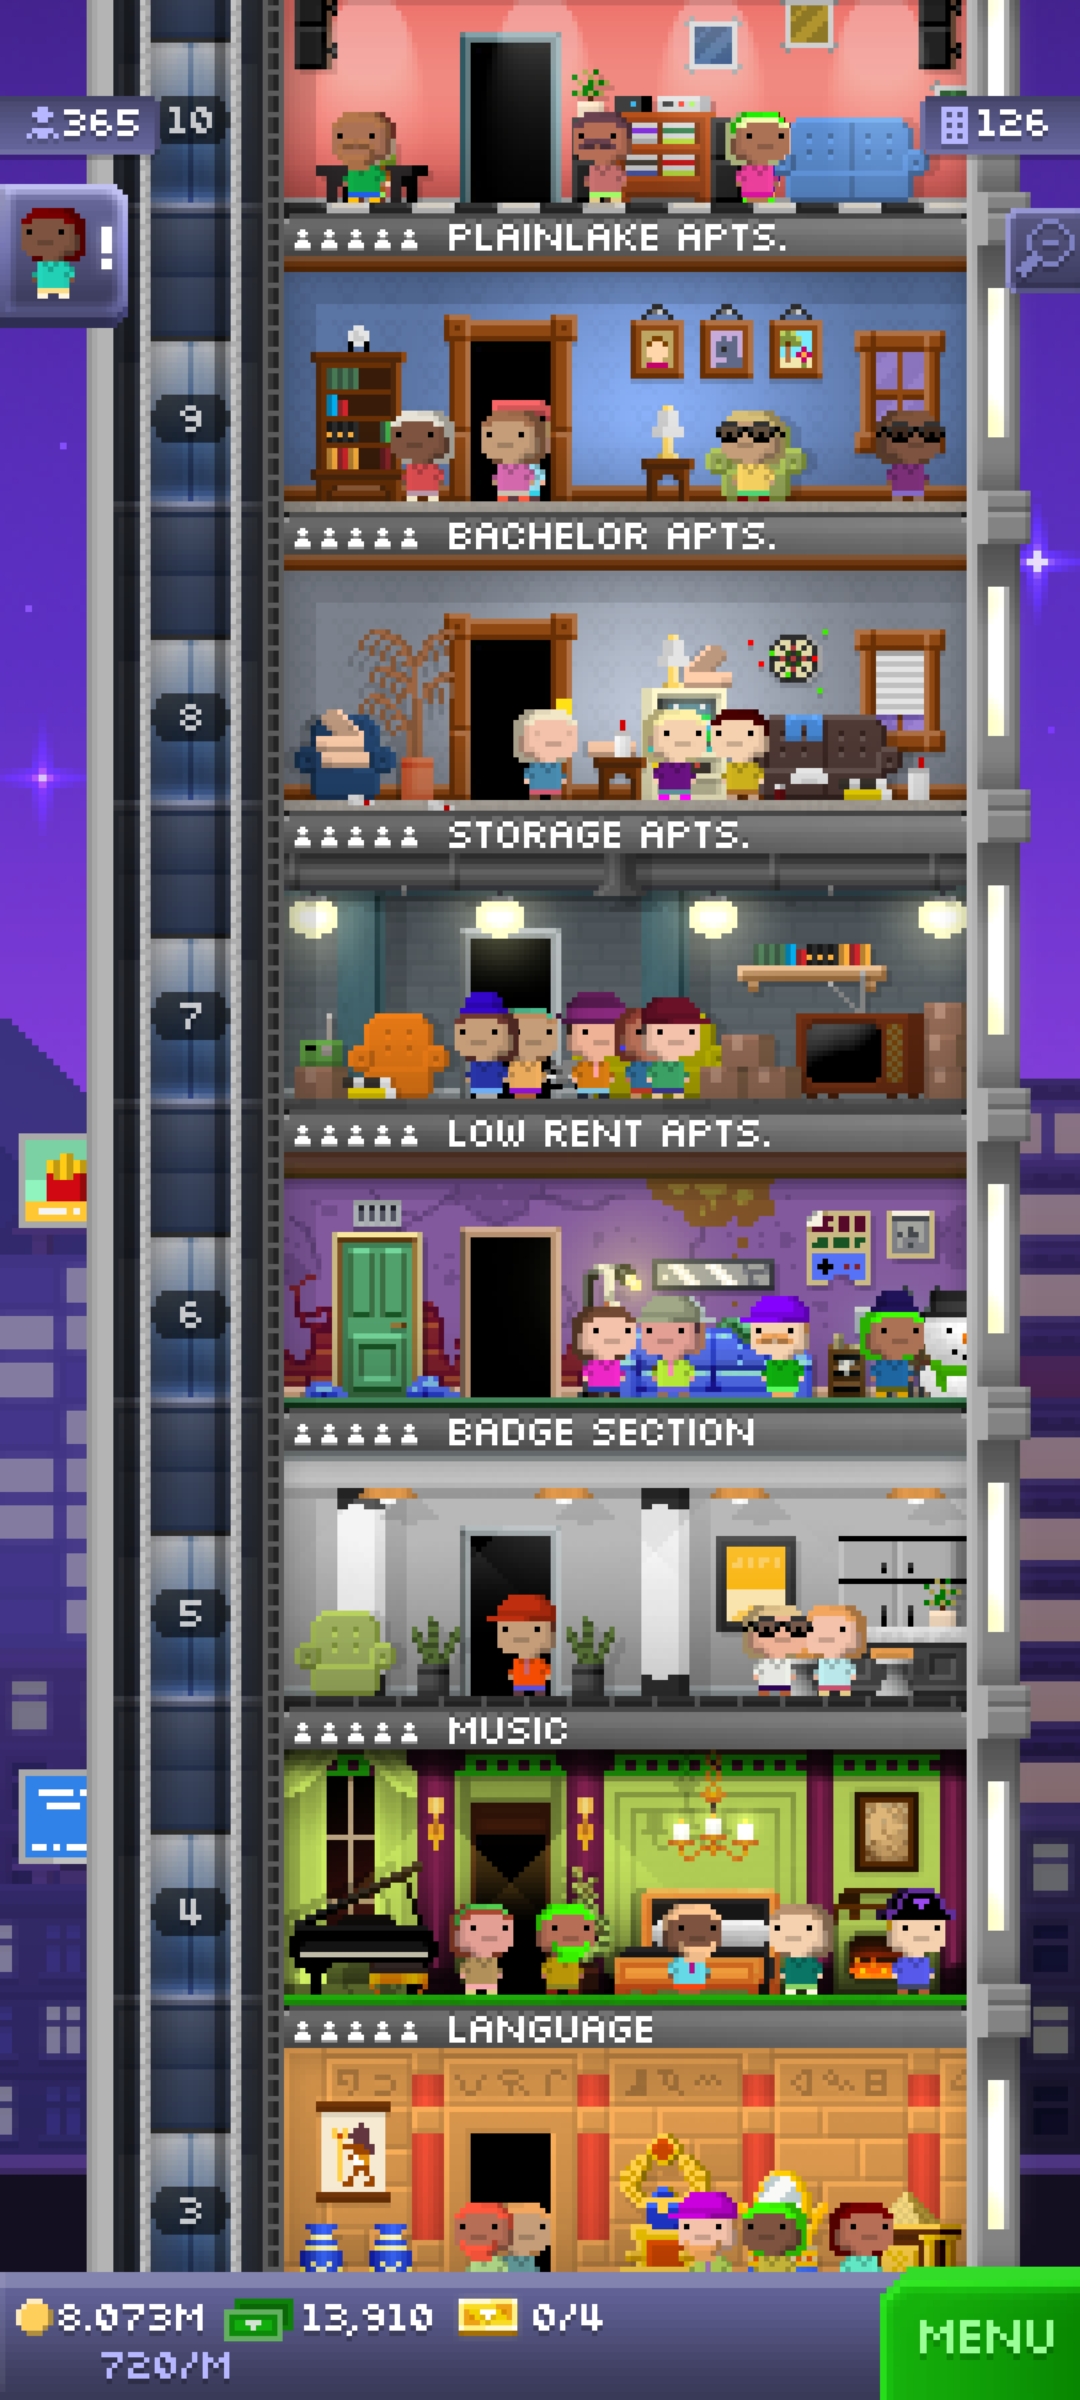 365
10
126
!
PLAINLAKE APTS.
9
BACHELOR APTS.
8
STORAGE APTS.
7
LOW RENT APTS.
6
BADGE SECTION
5
MUSIC
4
LANGUAGE
3
8.073M 13,910 0/4
720/M
MENU